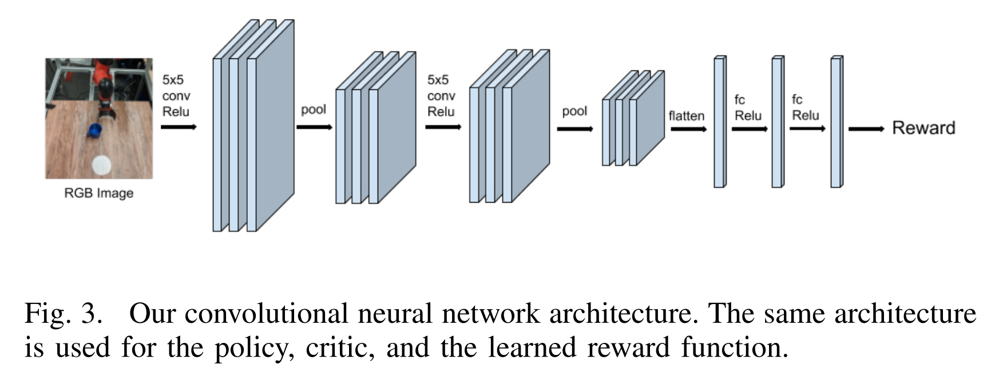 5x5
conv
Relu
pool
5x5
conv
Relu
pool
flatten
fc
Relu
fc
Relu
Reward
RGB Image
Fig. 3. Our convolutional neural network architecture. The same architecture
is used for the policy, critic, and the learned reward function.